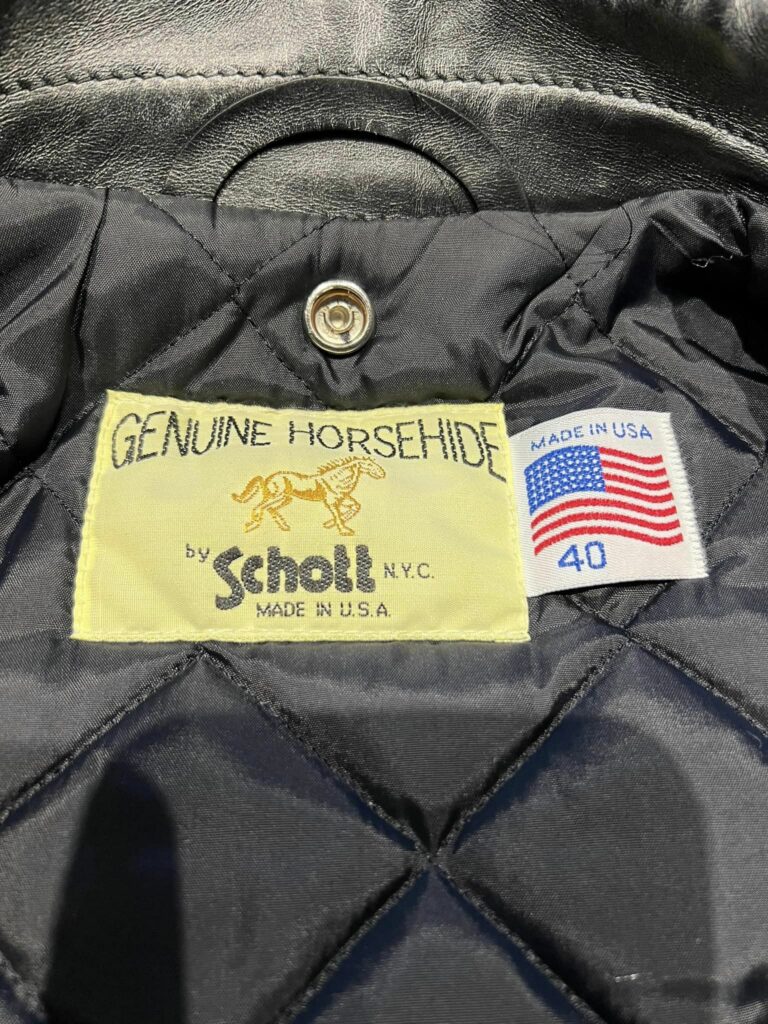 GENUINE HORSEHIDE
by Schott N.Y.C.
MADE IN U.S.A.
MADE IN USA
40